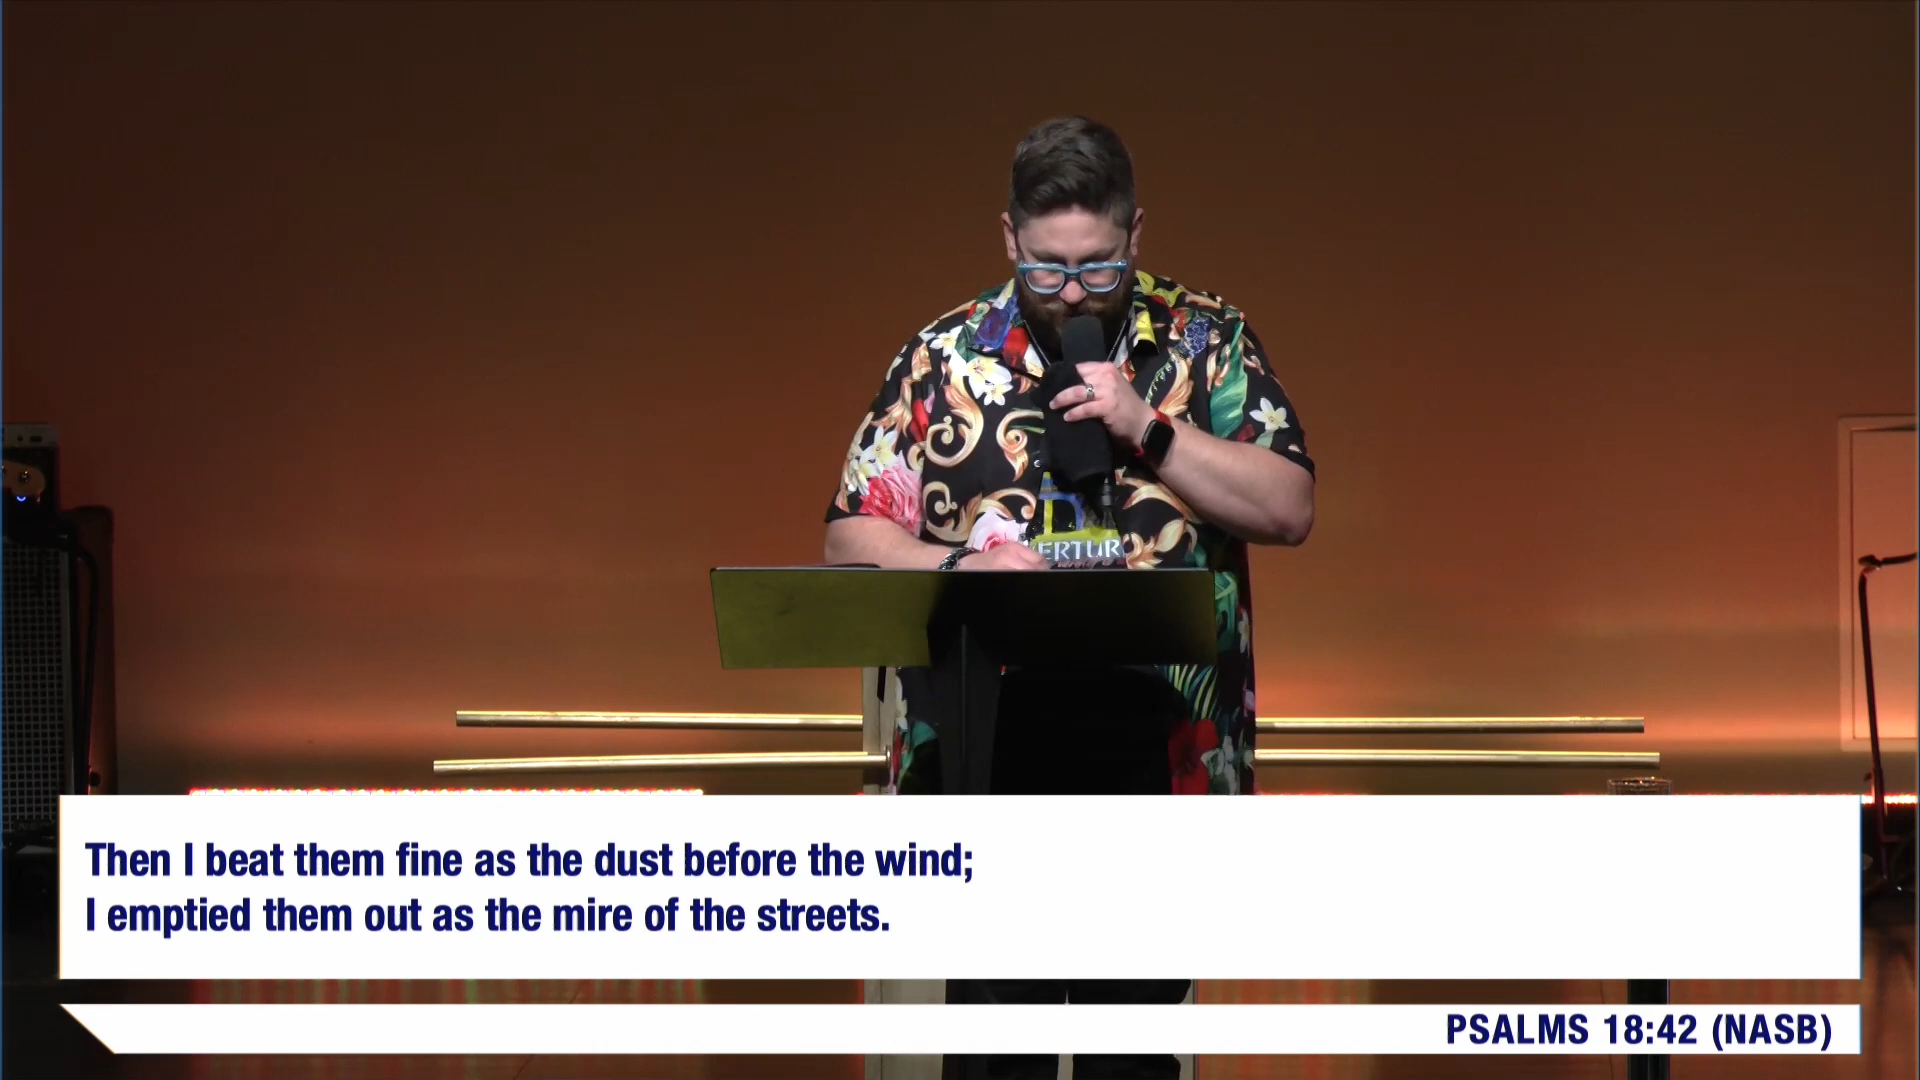 ERTUR
Then I beat them fine as the dust before the wind;
I emptied them out as the mire of the streets.
PSALMS 18:42 (NASB)